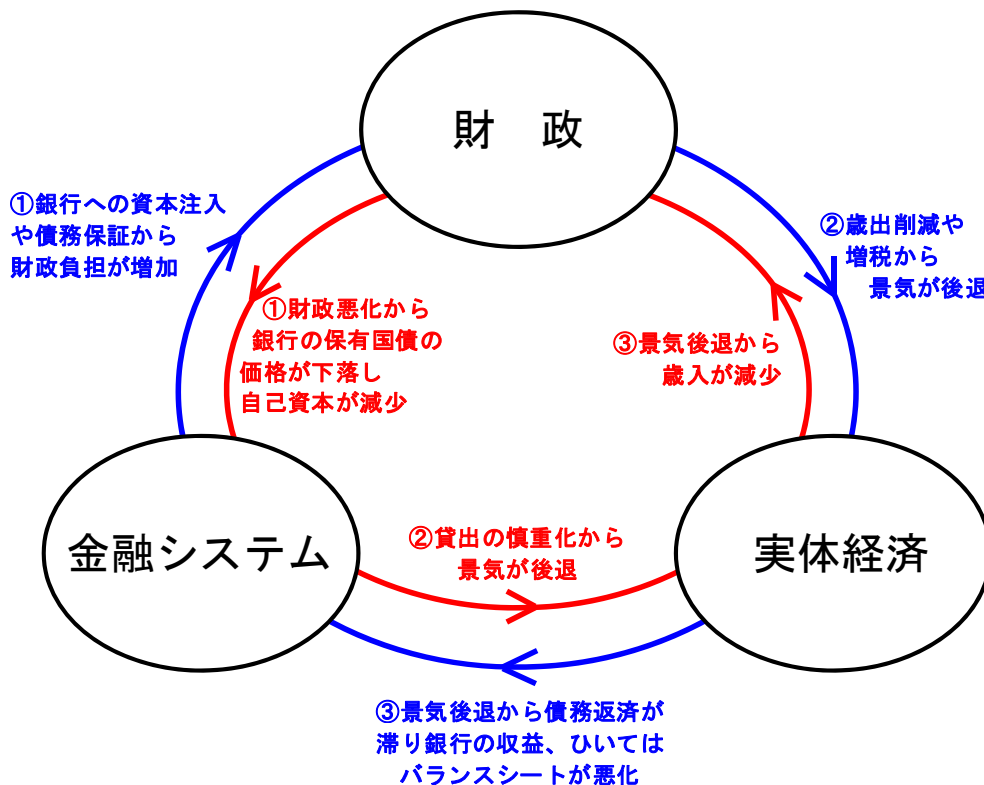 財　政
①銀行への資本注入
や債務保証から
財政負担が増加
②歳出削減や
増税から
景気が後退
①財政悪化から
銀行の保有国債の
価格が下落し
自己資本が減少
③景気後退から
歳入が減少
金融システム
②貸出の慎重化から
景気が後退
実体経済
③景気後退から債務返済が
滞り銀行の収益、ひいては
バランスシートが悪化